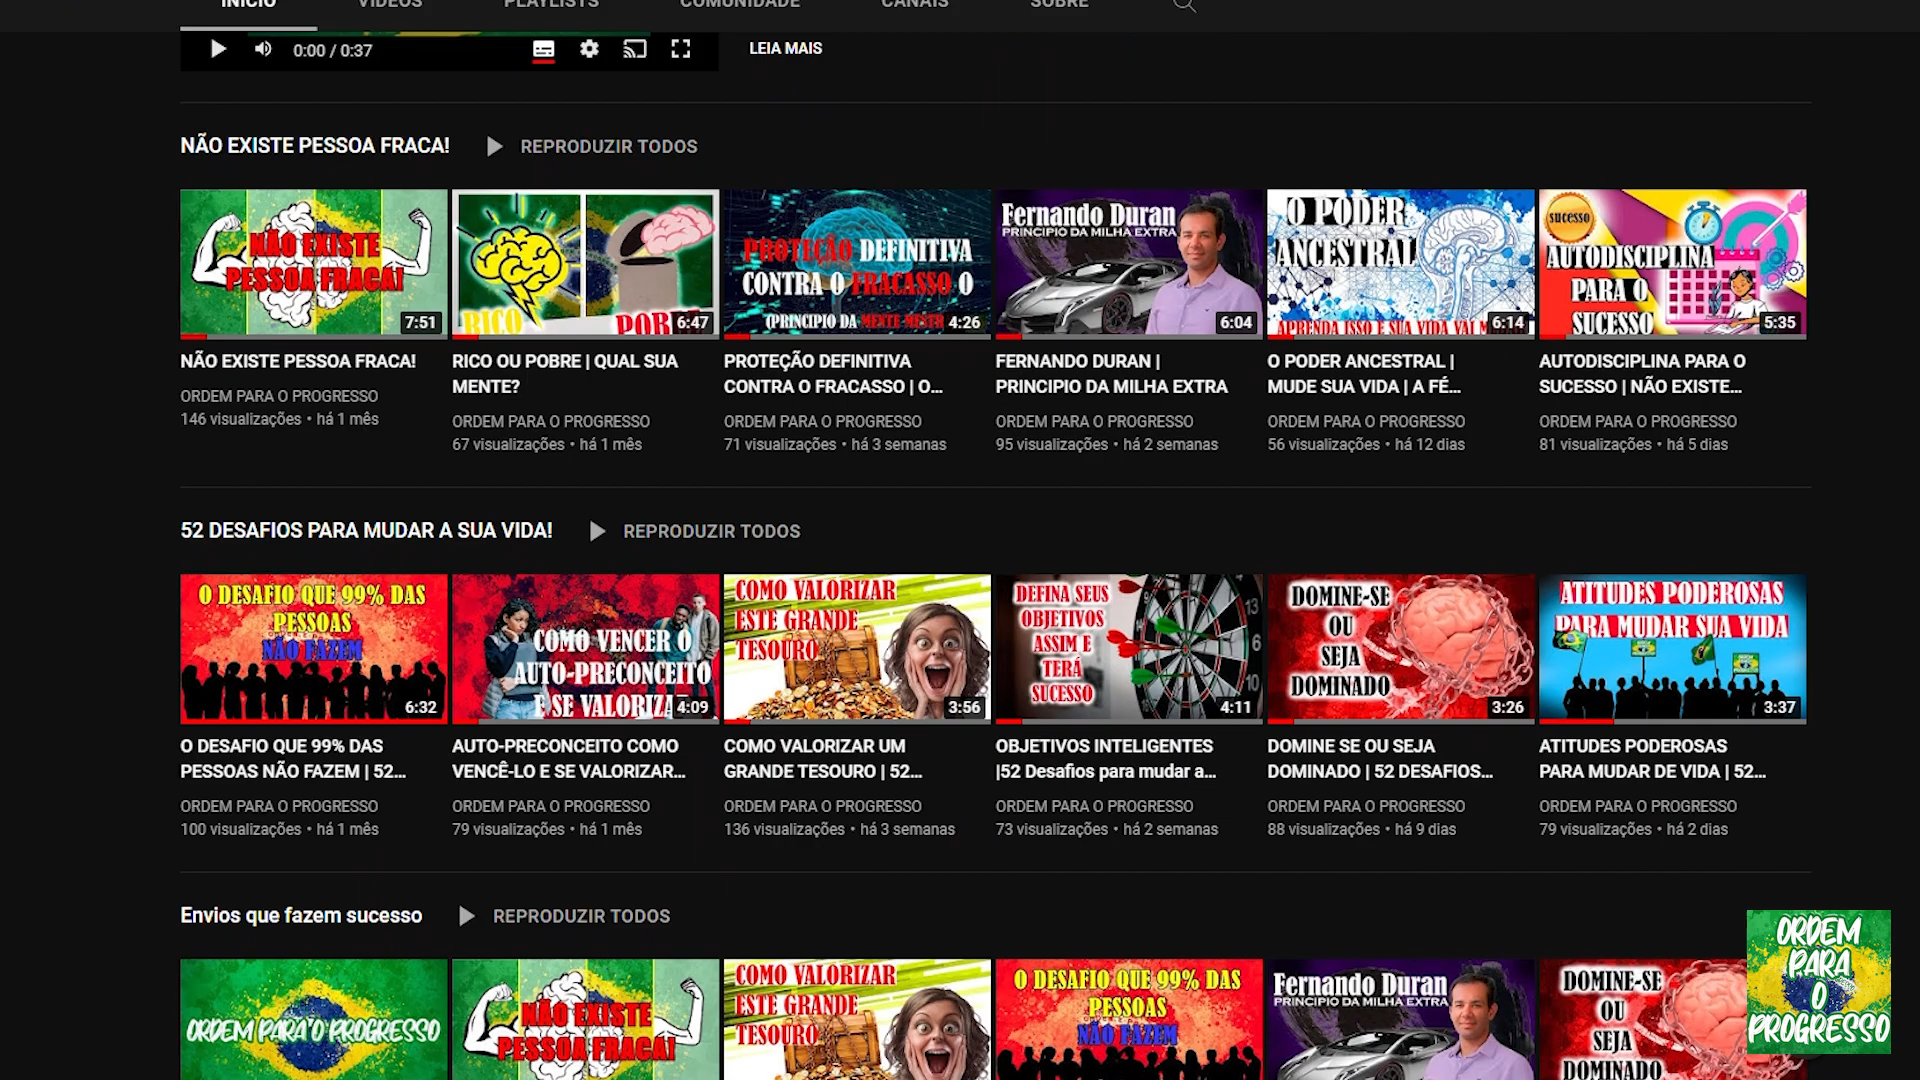 INÍCIO VÍDEOS PLAYLISTS COMUNIDADE CANAIS SOBRE
0:00 / 0:37
LEIA MAIS
NÃO EXISTE PESSOA FRACA! REPRODUZIR TODOS
NÃO EXISTE
PESSOA FRACA!
7:51
RICO
POBR
6:47
PROTEÇÃO DEFINITIVA
CONTRA O FRACASSO O
(PRINCIPIO DA MENTE MESTR
4:26
Fernando Duran
PRINCIPIO DA MILHA EXTRA
6:04
O PODER
ANCESTRAL
APRENDA ISSO E SUA VIDA VAI M
6:14
SUCESSO
AUTODISCIPLINA
PARA O
SUCESSO
5:35
NÃO EXISTE PESSOA FRACA!
ORDEM PARA O PROGRESSO
146 visualizações • há 1 mês
RICO OU POBRE | QUAL SUA
MENTE?
ORDEM PARA O PROGRESSO
67 visualizações • há 1 mês
PROTEÇÃO DEFINITIVA
CONTRA O FRACASSO | O...
ORDEM PARA O PROGRESSO
71 visualizações • há 3 semanas
FERNANDO DURAN |
PRINCIPIO DA MILHA EXTRA
ORDEM PARA O PROGRESSO
95 visualizações • há 2 semanas
O PODER ANCESTRAL |
MUDE SUA VIDA | A FÉ...
ORDEM PARA O PROGRESSO
56 visualizações • há 12 dias
AUTODISCIPLINA PARA O
SUCESSO | NÃO EXISTE...
ORDEM PARA O PROGRESSO
81 visualizações • há 5 dias
52 DESAFIOS PARA MUDAR A SUA VIDA! REPRODUZIR TODOS
O DESAFIO QUE 99% DAS
PESSOAS
NÃO FAZEM
6:32
COMO VENCER O
AUTO-PRECONCEITO
E SE VALORIZA
4:09
COMO VALORIZAR
ESTE GRANDE
TESOURO
3:56
DEFINA SEUS
OBJETIVOS
ASSIM E
TERÁ
SUCESSO
13
6
10
4:11
DOMINE-SE
OU
SEJA
DOMINADO
3:26
ATITUDES PODEROSAS
PARA MUDAR SUA VIDA
3:37
O DESAFIO QUE 99% DAS
PESSOAS NÃO FAZEM | 52...
ORDEM PARA O PROGRESSO
100 visualizações • há 1 mês
AUTO-PRECONCEITO COMO
VENCÊ-LO E SE VALORIZAR...
ORDEM PARA O PROGRESSO
79 visualizações • há 1 mês
COMO VALORIZAR UM
GRANDE TESOURO | 52...
ORDEM PARA O PROGRESSO
136 visualizações • há 3 semanas
OBJETIVOS INTELIGENTES
|52 Desafios para mudar a...
ORDEM PARA O PROGRESSO
73 visualizações • há 2 semanas
DOMINE SE OU SEJA
DOMINADO | 52 DESAFIOS...
ORDEM PARA O PROGRESSO
88 visualizações • há 9 dias
ATITUDES PODEROSAS
PARA MUDAR DE VIDA | 52...
ORDEM PARA O PROGRESSO
79 visualizações • há 2 dias
Envios que fazem sucesso REPRODUZIR TODOS
ORDEM PARA O PROGRESSO
NÃO EXISTE
PESSOA FRACA!
COMO VALORIZAR
ESTE GRANDE
TESOURO
O DESAFIO QUE 99% DAS
PESSOAS
NÃO FAZEM
Fernando Duran
PRINCIPIO DA MILHA EXTRA
DOMINE-SE
OU
SEJA
DOMINADO
ORDEM
PARA
O
PROGRESSO